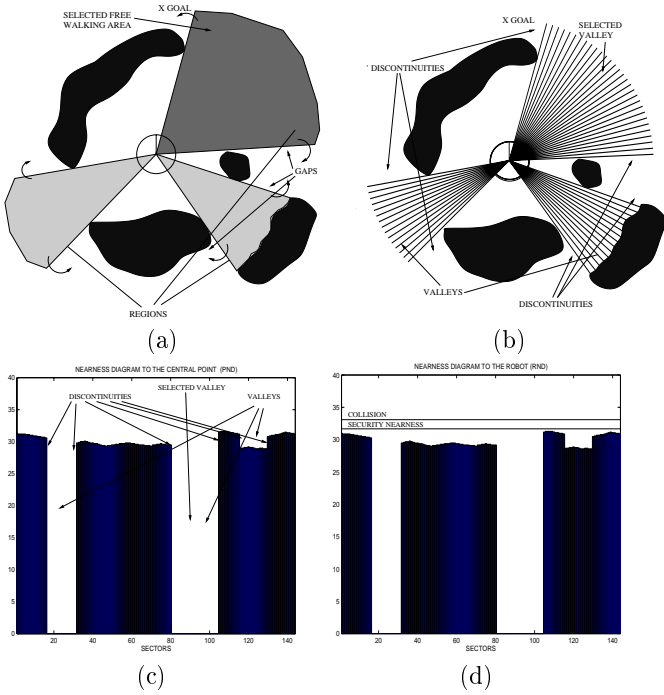 X GOAL
SELECTED FREE
WALKING AREA
GAPS
REGIONS
(a)
X GOAL
SELECTED
VALLEY
DISCONTINUITIES
VALLEYS
DISCONTINUITIES
(b)
NEARNESS DIAGRAM TO THE CENTRAL POINT (PND)
40
35
30
25
20
15
10
5
0
DISCONTINUITIES
SELECTED VALLEY
VALLEYS
20 40 60 80 100 120 140
SECTORS
(c)
NEARNESS DIAGRAM TO THE ROBOT (RND)
40
35
30
25
20
15
10
5
0
COLLISION
SECURITY NEARNESS
20 40 60 80 100 120 140
SECTORS
(d)